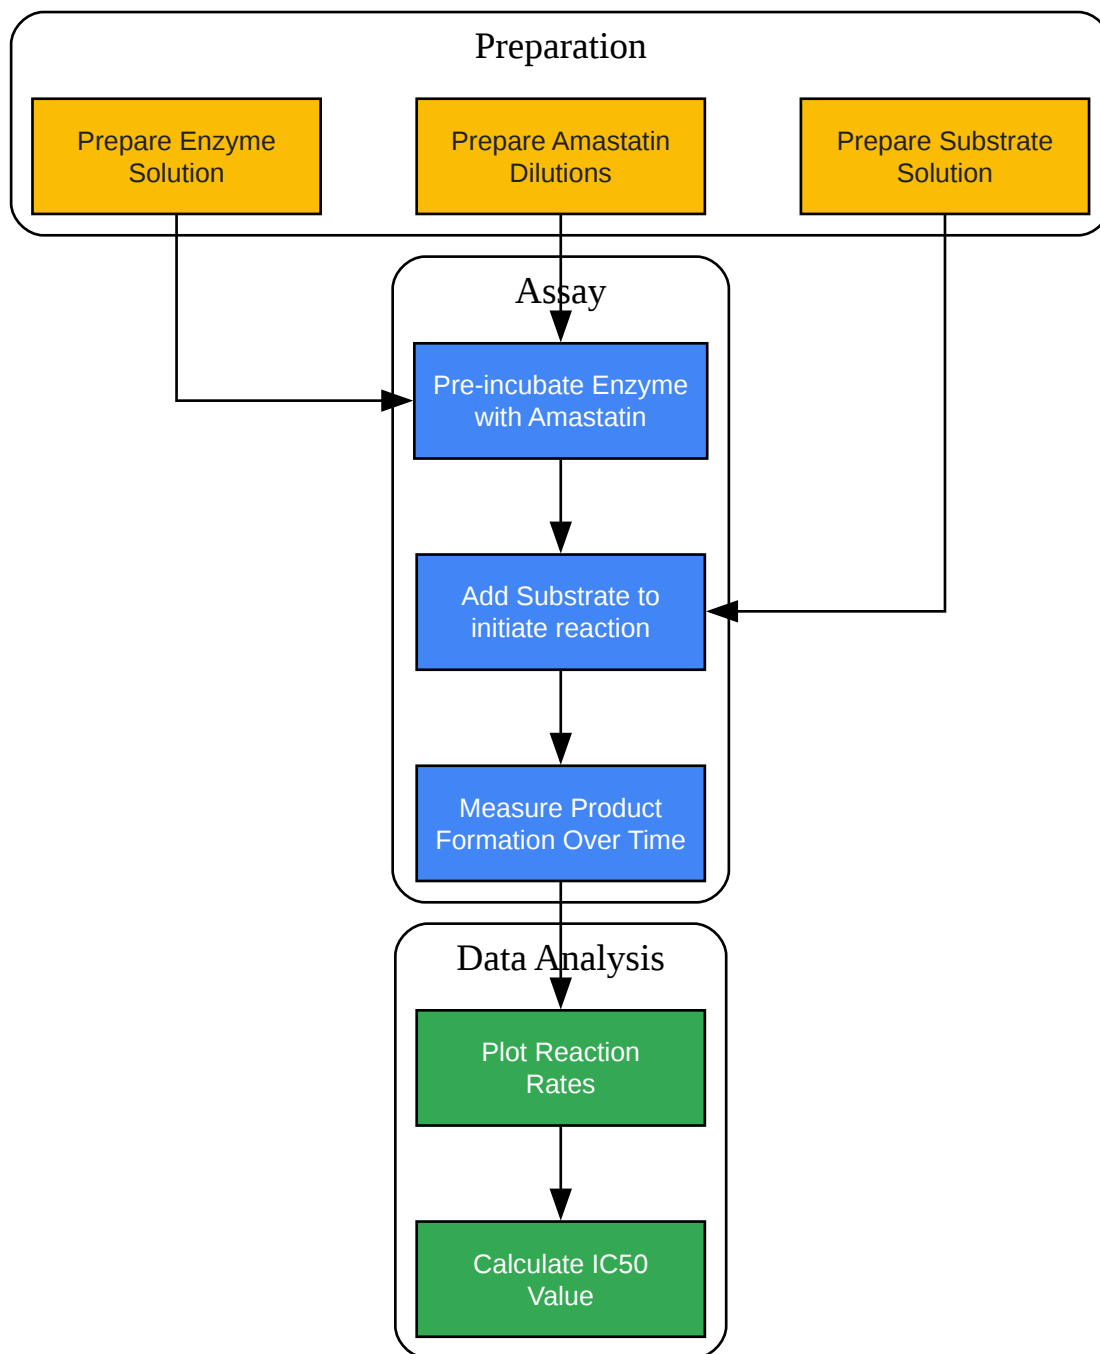 Preparation
Prepare Enzyme
Solution
Prepare Amastatin
Dilutions
Prepare Substrate
Solution
Assay
Pre-incubate Enzyme
with Amastatin
Add Substrate to
initiate reaction
Measure Product
Formation Over Time
Data Analysis
Plot Reaction
Rates
Calculate IC50
Value